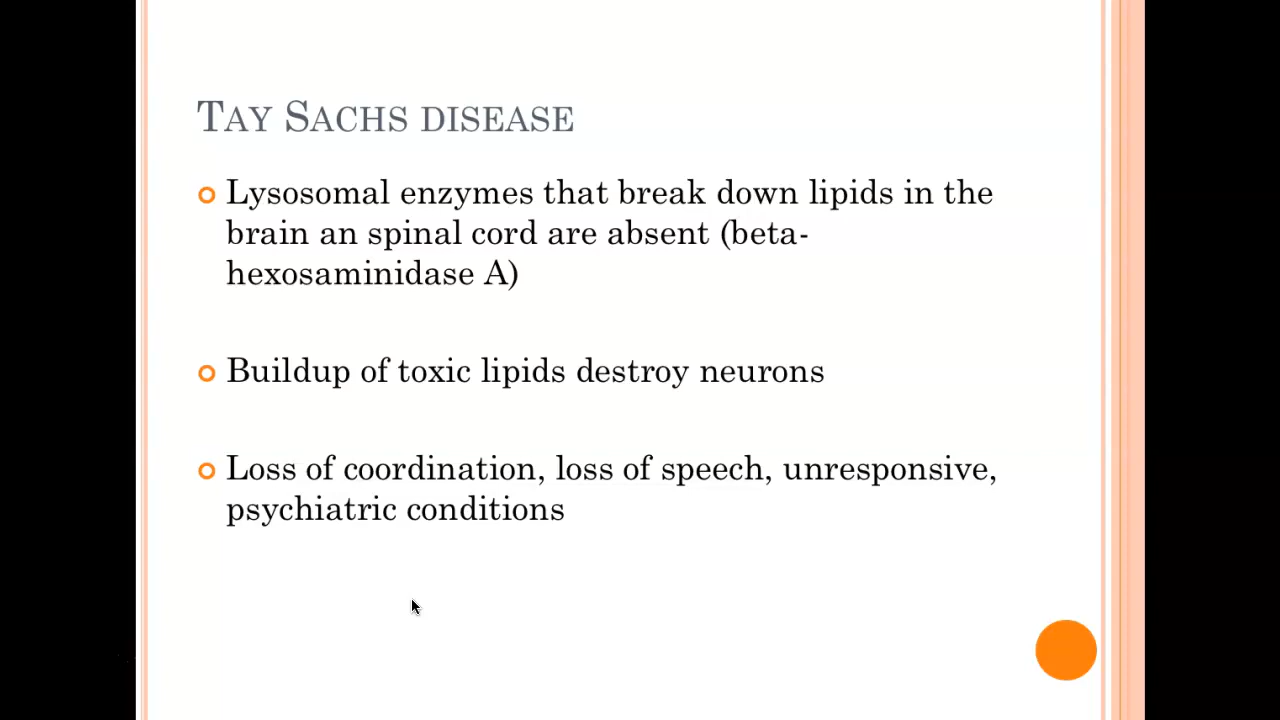 Tay Sachs disease
Lysosomal enzymes that break down lipids in the
brain an spinal cord are absent (beta-
hexosaminidase A)
Buildup of toxic lipids destroy neurons
Loss of coordination, loss of speech, unresponsive,
psychiatric conditions